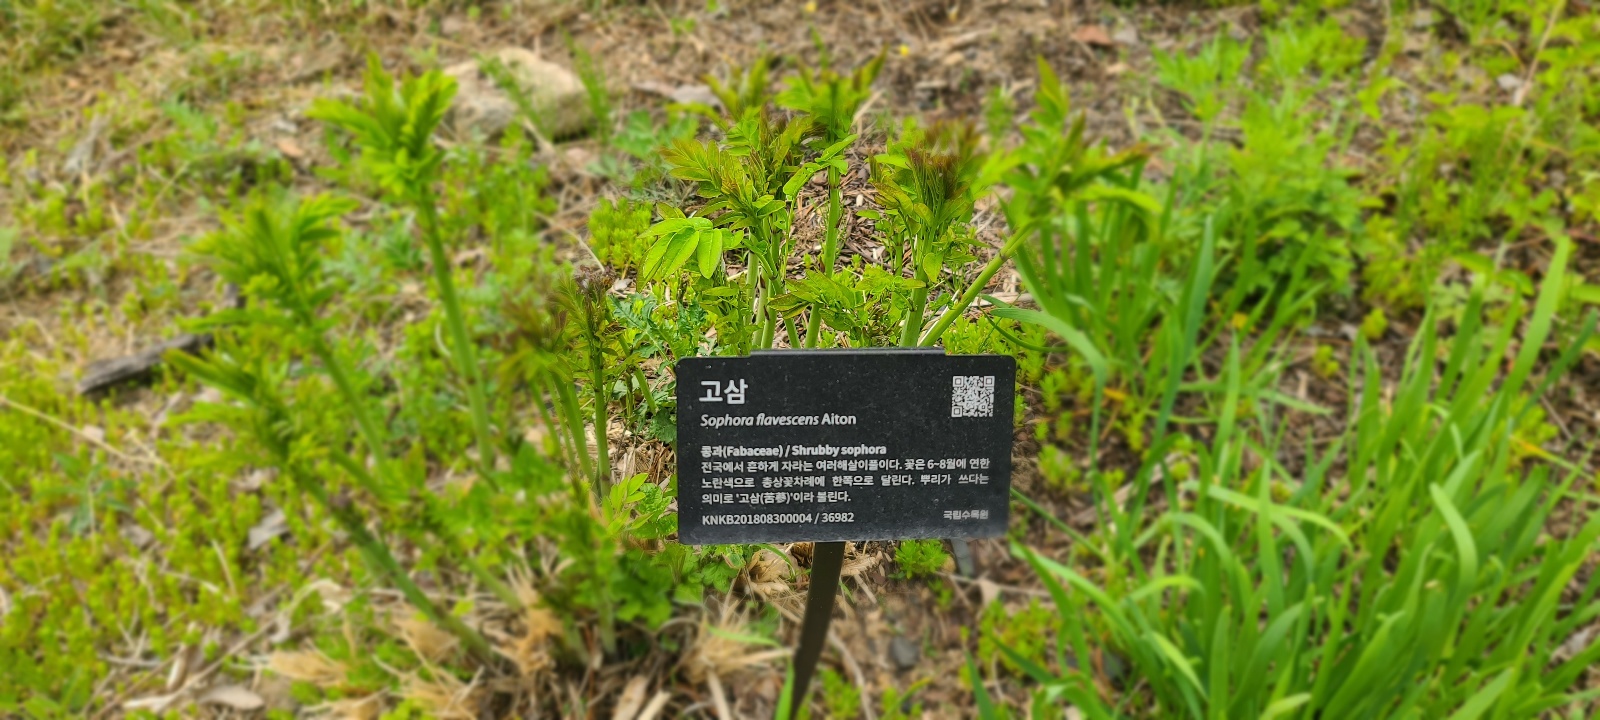 고삼
Sophora flavescens Aiton
콩과(Fabaceae) / Shrubby sophora
전국에서 흔하게 자라는 여러해살이풀이다. 꽃은 6~8월에 연한
노란색으로 총상꽃차례에 한쪽으로 달린다. 뿌리가 쓰다는
의미로 '고삼(苦蔘)'이라 불린다.
KNKB201808300004 / 36982
국립수목원